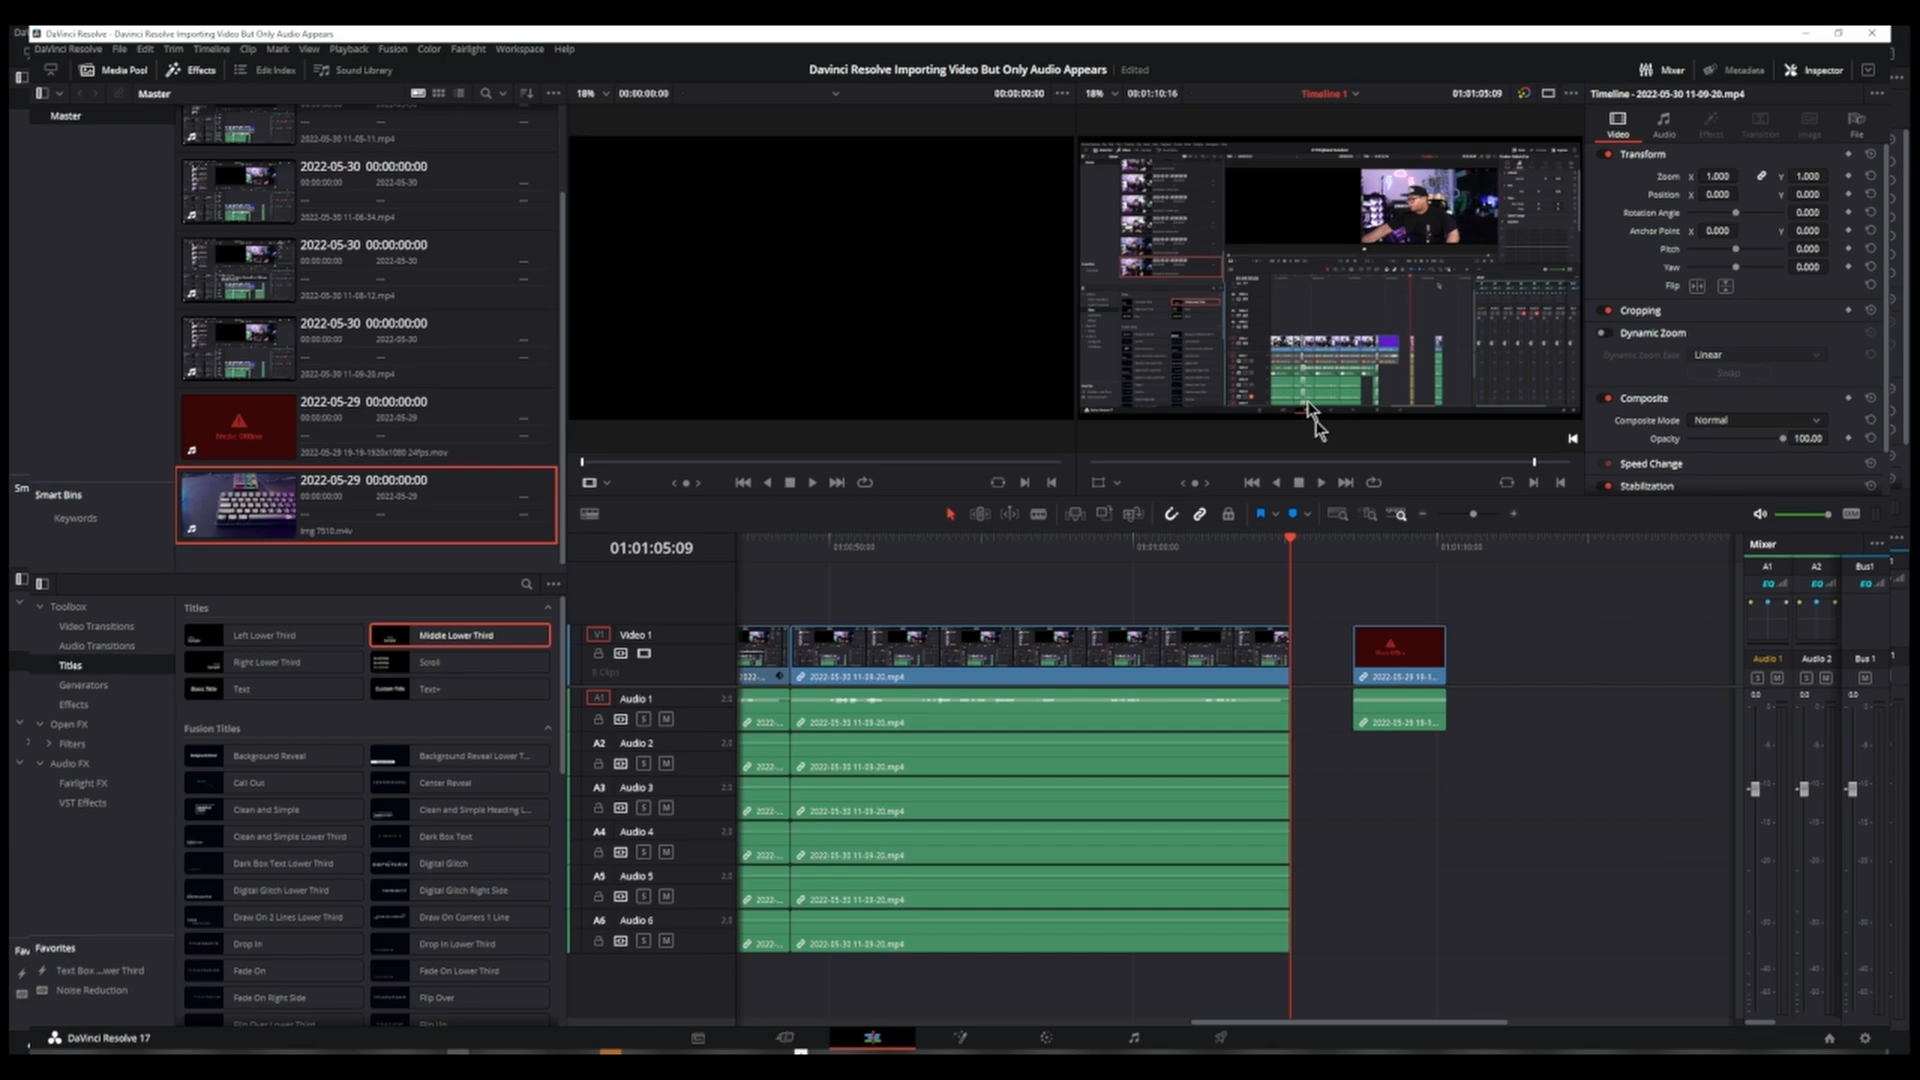 DaVinci Resolve - Davinci Resolve Importing Video But Only Audio Appears
DaVinci Resolve File Edit Trim Timeline Clip Mark View Playback Fusion Color Fairlight Workspace Help
Media Pool Effects Edit Index Sound Library
Davinci Resolve Importing Video But Only Audio Appears Edited
Mixer Metadata Inspector
Master
18% 00:00:00:00
00:00:00:00
18% 00:01:10:16
Timeline 1
01:01:05:09
Timeline - 2022-05-30 11-09-20.mp4
Master
2022-05-30 11-05-11.mp4
2022-05-30 00:00:00:00
00:00:00:00 2022-05-30
2022-05-30 11-06-34.mp4
2022-05-30 00:00:00:00
00:00:00:00 2022-05-30
2022-05-30 11-08-12.mp4
2022-05-30 00:00:00:00
00:00:00:00 2022-05-30
2022-05-30 11-09-20.mp4
Media Offline
2022-05-29 00:00:00:00
00:00:00:00 2022-05-29
2022-05-29 19-19-1920x1080 24fps.mov
2022-05-29 00:00:00:00
00:00:00:00 2022-05-29
Img 7510.m4v
Smart Bins
Keywords
Video Audio Effects Transition Image File
Transform
Zoom X 1.000 Y 1.000
Position X 0.000 Y 0.000
Rotation Angle 0.000
Anchor Point X 0.000 Y 0.000
Pitch 0.000
Yaw 0.000
Flip
Cropping
Dynamic Zoom
Dynamic Zoom Ease Linear
Swap
Composite
Composite Mode Normal
Opacity 100.00
Speed Change
Stabilization
Toolbox
Video Transitions
Audio Transitions
Titles
Generators
Effects
Open FX
Filters
Audio FX
Fairlight FX
VST Effects
Favorites
Text Box ...wer Third
Noise Reduction
Titles
Left Lower Third Middle Lower Third
Right Lower Third Scroll
Basic Title Text Custom Title Text+
Fusion Titles
Background Reveal Background Reveal Lower T...
Call Out Center Reveal
Clean and Simple Clean and Simple Heading L...
Clean and Simple Lower Third Dark Box Text
Dark Box Text Lower Third Digital Glitch
Digital Glitch Lower Third Digital Glitch Right Side
Draw On 2 Lines Lower Third Draw On Corners 1 Line
Drop In Drop In Lower Third
Fade On Fade On Lower Third
Fade On Right Side Flip Over
Flip Over Lower Third Flip Up
01:01:05:09
01:00:50:00 01:01:00:00 01:01:10:00
V1 Video 1
8 Clips
2022-... 2022-05-30 11-09-20.mp4 2022-05-29 19-1...
A1 Audio 1 2.0
S M
2022-... 2022-05-30 11-09-20.mp4 2022-05-29 19-1...
A2 Audio 2 2.0
S M
2022-... 2022-05-30 11-09-20.mp4
A3 Audio 3 2.0
S M
2022-... 2022-05-30 11-09-20.mp4
A4 Audio 4 2.0
S M
2022-... 2022-05-30 11-09-20.mp4
A5 Audio 5 2.0
S M
2022-... 2022-05-30 11-09-20.mp4
A6 Audio 6 2.0
S M
2022-... 2022-05-30 11-09-20.mp4
DIM
Mixer
A1 A2 Bus1
EQ EQ EQ
Audio 1 Audio 2 Bus 1
S M S M M
0.0 0.0 0.0
DaVinci Resolve 17